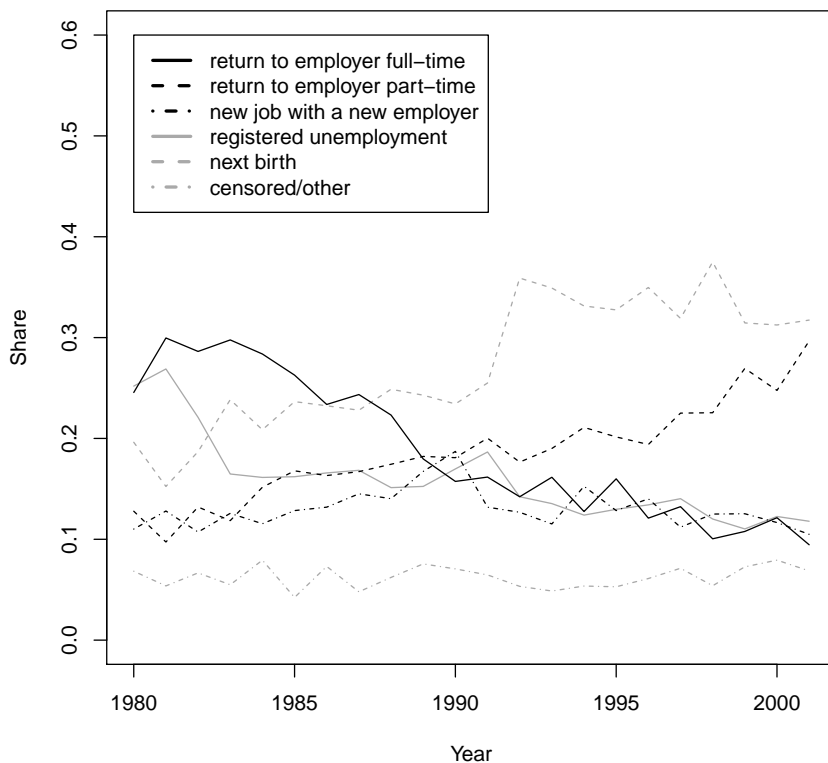 return to employer full−time
return to employer part−time
new job with a new employer
registered unemployment
next birth
censored/other
0.6
0.5
0.4
0.3
0.2
0.1
0.0
Share
1980
1985
1990
1995
2000
Year